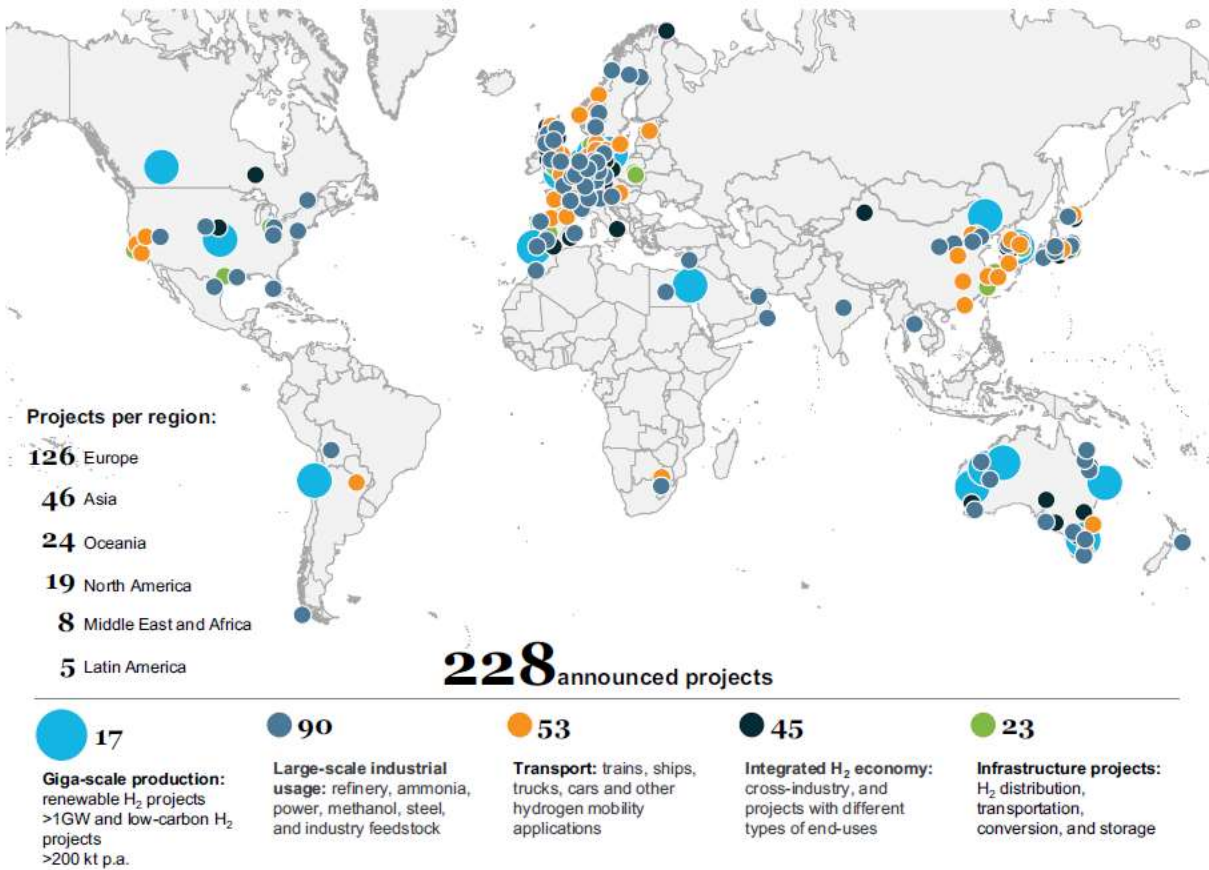 Projects per region:
126 Europe
46 Asia
24 Oceania
19 North America
8 Middle East and Africa
5 Latin America
228 announced projects
17
Giga-scale production:
renewable H₂ projects
>1GW and low-carbon H₂
projects
>200 kt p.a.
90
Large-scale industrial
usage: refinery, ammonia,
power, methanol, steel,
and industry feedstock
53
Transport: trains, ships,
trucks, cars and other
hydrogen mobility
applications
45
Integrated H₂ economy:
cross-industry, and
projects with different
types of end-uses
23
Infrastructure projects:
H₂ distribution,
transportation,
conversion, and storage